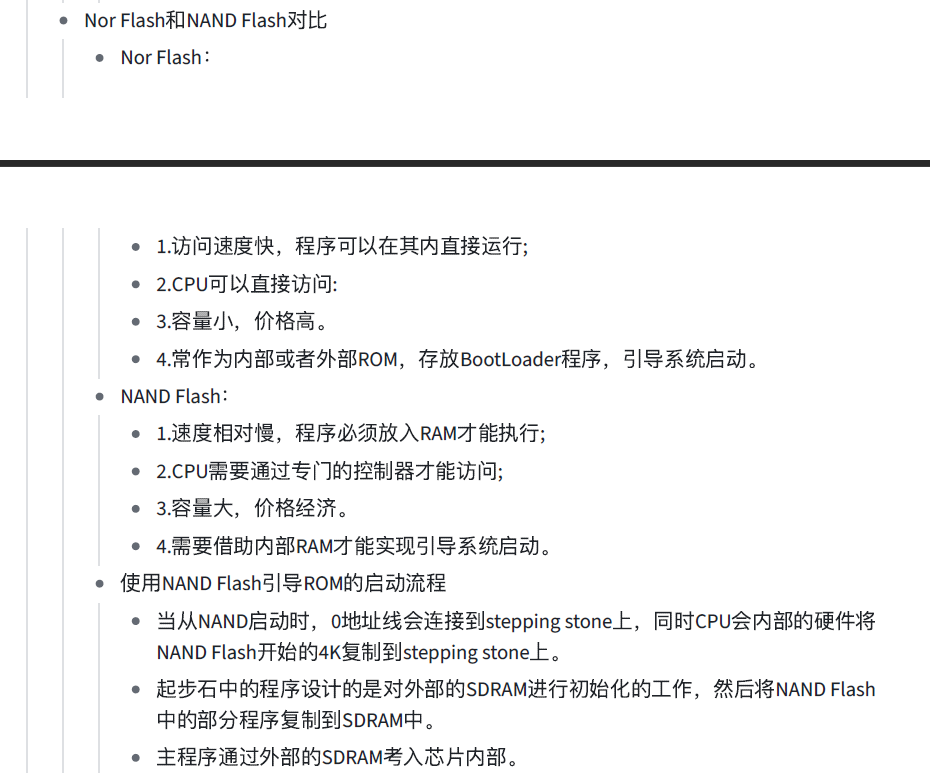 Nor Flash和NAND Flash对比
Nor Flash：
1.访问速度快，程序可以在其内直接运行;
2.CPU可以直接访问:
3.容量小，价格高。
4.常作为内部或者外部ROM，存放BootLoader程序，引导系统启动。
NAND Flash：
1.速度相对慢，程序必须放入RAM才能执行;
2.CPU需要通过专门的控制器才能访问;
3.容量大，价格经济。
4.需要借助内部RAM才能实现引导系统启动。
使用NAND Flash引导ROM的启动流程
当从NAND启动时，0地址线会连接到stepping stone上，同时CPU会内部的硬件将
NAND Flash开始的4K复制到stepping stone上。
起步石中的程序设计的是对外部的SDRAM进行初始化的工作，然后将NAND Flash
中的部分程序复制到SDRAM中。
主程序通过外部的SDRAM考入芯片内部。